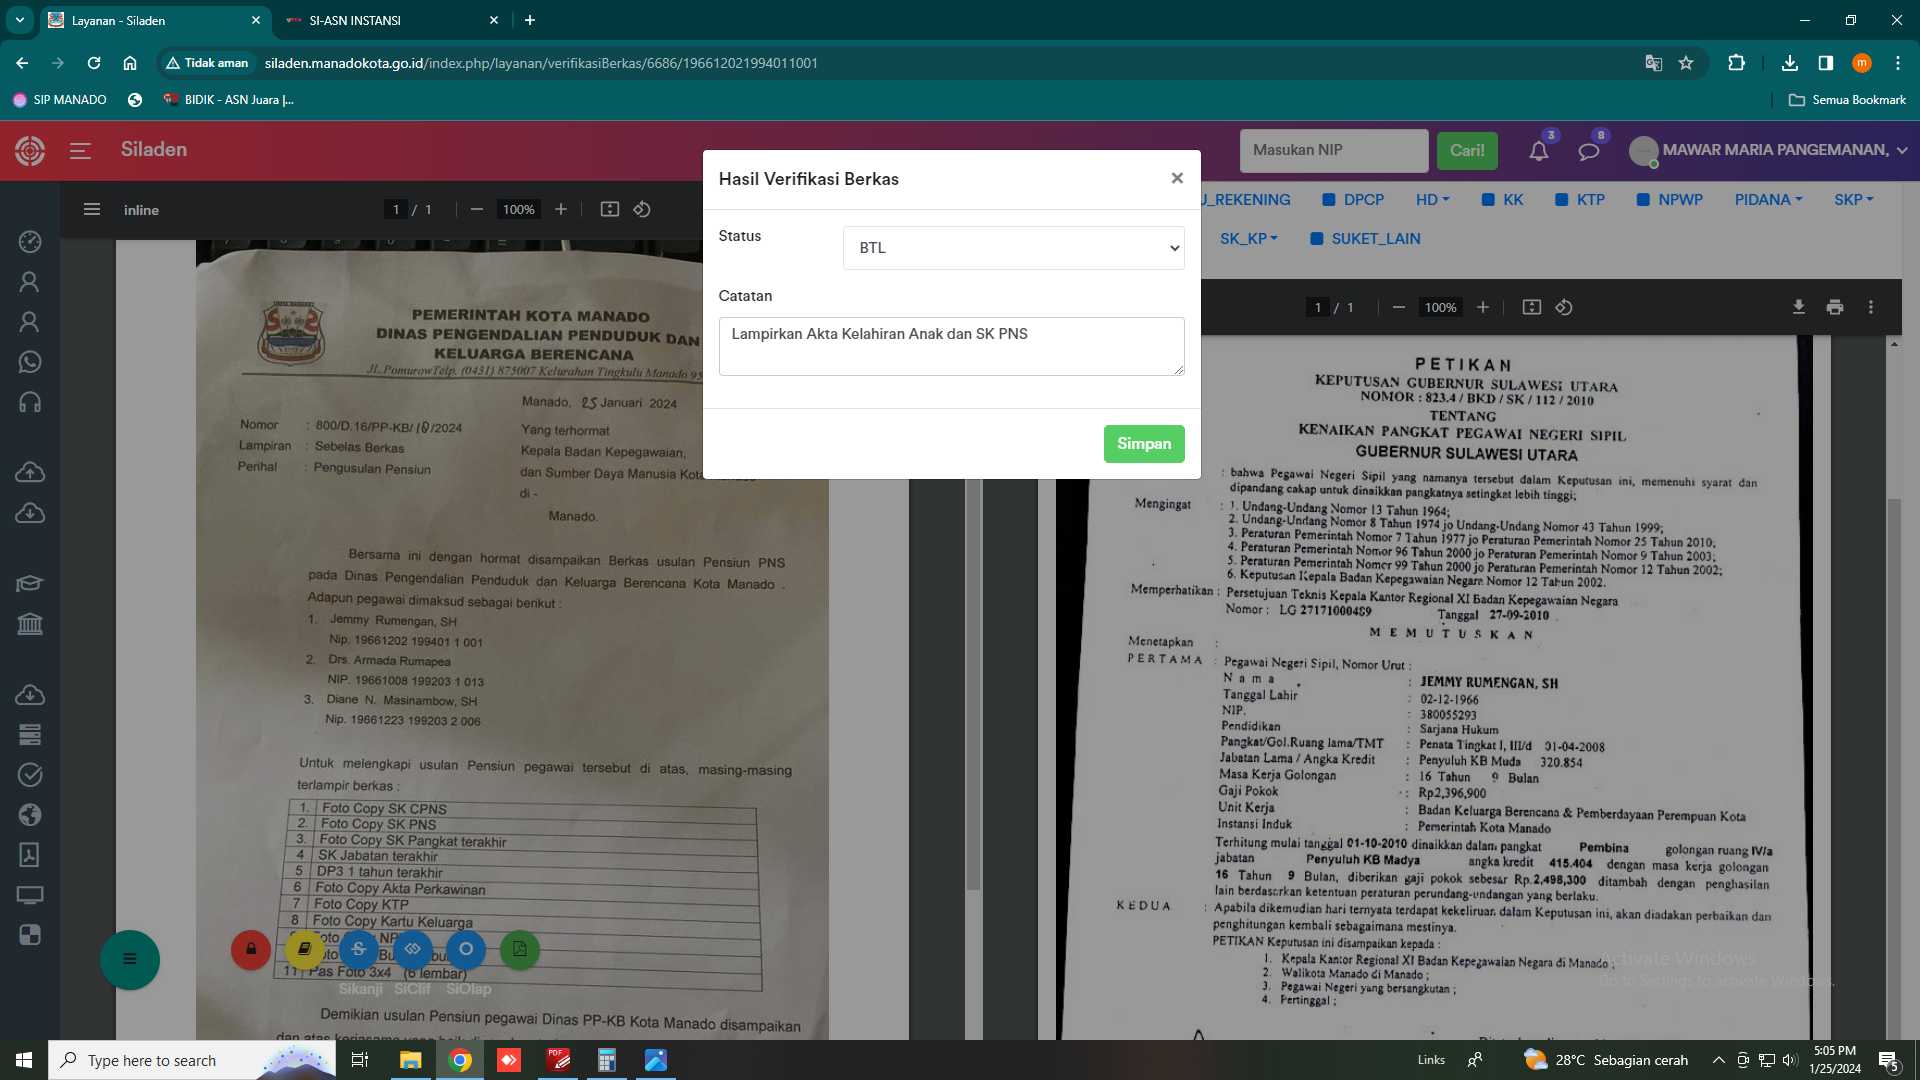 Layanan - Siladen
SI-ASN INSTANSI
Tidak aman
siladen.manadokota.go.id/index.php/layanan/verifikasiBerkas/6686/196612021994011001
m
SIP MANADO
BIDIK - ASN Juara |...
Semua Bookmark
Siladen
Masukan NIP
Cari!
3
8
MAWAR MARIA PANGEMANAN,
inline
1 / 1
100%
U_REKENING
DPCP
HD
KK
KTP
NPWP
PIDANA
SKP
SK_KP
SUKET_LAIN
1 / 1
100%
Hasil Verifikasi Berkas
×
Status
BTL
Catatan
Lampirkan Akta Kelahiran Anak dan SK PNS
Simpan
PEMERINTAH KOTA MANADO
DINAS PENGENDALIAN PENDUDUK DAN
KELUARGA BERENCANA
JL.PomurowTelp. (0431) 875007 Kelurahan Tingkulu Manado 95
Manado, 25 Januari 2024
Nomor : 800/D.16/PP-KB/18/2024
Lampiran : Sebelas Berkas
Perihal : Pengusulan Pensiun
Yang terhormat
Kepala Badan Kepegawaian,
dan Sumber Daya Manusia Kota
di -
Manado.
Bersama ini dengan hormat disampaikan Berkas usulan Pensiun PNS
pada Dinas Pengendalian Penduduk dan Keluarga Berencana Kota Manado .
Adapun pegawai dimaksud sebagai berikut :
1. Jemmy Rumengan, SH
Nip. 19661202 199401 1 001
2. Drs. Armada Rumapea
NIP. 19661008 199203 1 013
3. Diane N. Masinambow, SH
Nip. 19661223 199203 2 006
Untuk melengkapi usulan Pensiun pegawai tersebut di atas, masing-masing
terlampir berkas :
1. Foto Copy SK CPNS
2. Foto Copy SK PNS
3. Foto Copy SK Pangkat terakhir
4 SK Jabatan terakhir
5 DP3 1 tahun terakhir
6 Foto Copy Akta Perkawinan
7 Foto Copy KTP
8 Foto Copy Kartu Keluarga
11 Pas Foto 3x4 (6 lembar)
Sikanji
SiClif
SiOlap
Demikian usulan Pensiun pegawai Dinas PP-KB Kota Manado disampaikan
PETIKAN
KEPUTUSAN GUBERNUR SULAWESI UTARA
NOMOR : 823.4 / BKD / SK / 112 / 2010
TENTANG
KENAIKAN PANGKAT PEGAWAI NEGERI SIPIL
GUBERNUR SULAWESI UTARA
: bahwa Pegawai Negeri Sipil yang namanya tersebut dalam Keputusan ini, memenuhi syarat dan
dipandang cakap untuk dinaikkan pangkatnya setingket lebih tinggi;
Mengingat : 1. Undang-Undang Nomor 13 Tahun 1964;
2. Undang-Undang Nomor 8 Tahun 1974 jo Undang-Undang Nomor 43 Tahun 1999;
3. Peraturan Pemerintah Nomor 7 Tahun 1977 jo Peraturan Pemerintah Nomor 25 Tahun 2010;
4. Peraturan Pemerintah Nomor 96 Tahun 2000 jo Peraturan Pemerintah Nomor 9 Tahun 2003;
5. Peraturan Pemerintah Nomor 99 Tahun 2000 jo Peraturan Pemerintah Nomor 12 Tahun 2002;
6. Keputusan Kepala Badan Kepegawaian Negara Nomor 12 Tahun 2002.
Memperhatikan : Persetujuan Teknis Kepala Kantor Regional XI Badan Kepegawaian Negara
Nomor : LG 27171000489 Tanggal 27-09-2010
M E M U T U S K A N
Menetapkan :
PERTAMA : Pegawai Negeri Sipil, Nomor Urut :
N a m a : JEMMY RUMENGAN, SH
Tanggal Lahir : 02-12-1966
NIP. : 380055293
Pendidikan : Sarjana Hukum
Pangkat/Gol.Ruang lama/TMT : Penata Tingkat I, III/d 01-04-2008
Jabatan Lama / Angka Kredit : Penyuluh KB Muda 320.854
Masa Kerja Golongan : 16 Tahun 9 Bulan
Gaji Pokok : Rp2,396,900
Unit Kerja : Badan Keluarga Berencana & Pemberdayaan Perempuan Kota
Instansi Induk : Pemerintah Kota Manado
Terhitung mulai tanggal 01-10-2010 dinaikkan dalam pangkat Pembina golongan ruang IV/a
jabatan Penyuluh KB Madya angka kredit 415.404 dengan masa kerja golongan
16 Tahun 9 Bulan, diberikan gaji pokok sebesar Rp.2,498,300 ditambah dengan penghasilan
lain berdasarkan ketentuan peraturan perundang-undangan yang berlaku.
KEDUA : Apabila dikemudian hari ternyata terdapat kekeliruan dalam Keputusan ini, akan diadakan perbaikan dan
penghitungan kembali sebagaimana mestinya.
PETIKAN Keputusan ini disampaikan kepada :
1. Kepala Kantor Regional XI Badan Kepegawaian Negara di Manado ;
2. Walikota Manado di Manado ;
3. Pegawai Negeri yang bersangkutan ;
4. Pertinggal ;
Activate Windows
Go to Settings to activate Windows.
Type here to search
Links
28°C Sebagian cerah
5:05 PM
1/25/2024
5